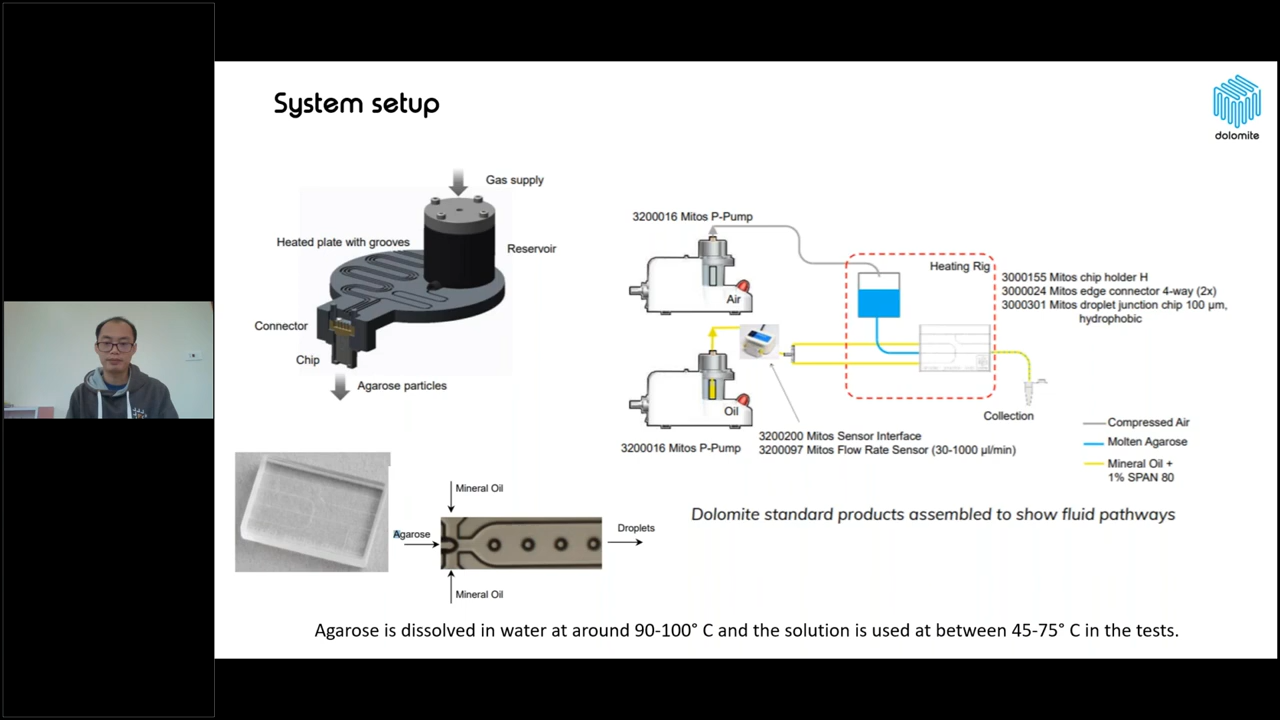 System setup
dolomite
Gas supply
Heated plate with grooves
Reservoir
Connector
Chip
Agarose particles
3200016 Mitos P-Pump
Air
Heating Rig
3000155 Mitos chip holder H
3000024 Mitos edge connector 4-way (2x)
3000301 Mitos droplet junction chip 100 µm,
hydrophobic
Oil
3200016 Mitos P-Pump
3200200 Mitos Sensor Interface
3200097 Mitos Flow Rate Sensor (30-1000 µl/min)
Collection
Compressed Air
Molten Agarose
Mineral Oil +
1% SPAN 80
Mineral Oil
Agarose
Droplets
Mineral Oil
Dolomite standard products assembled to show fluid pathways
Agarose is dissolved in water at around 90-100° C and the solution is used at between 45-75° C in the tests.